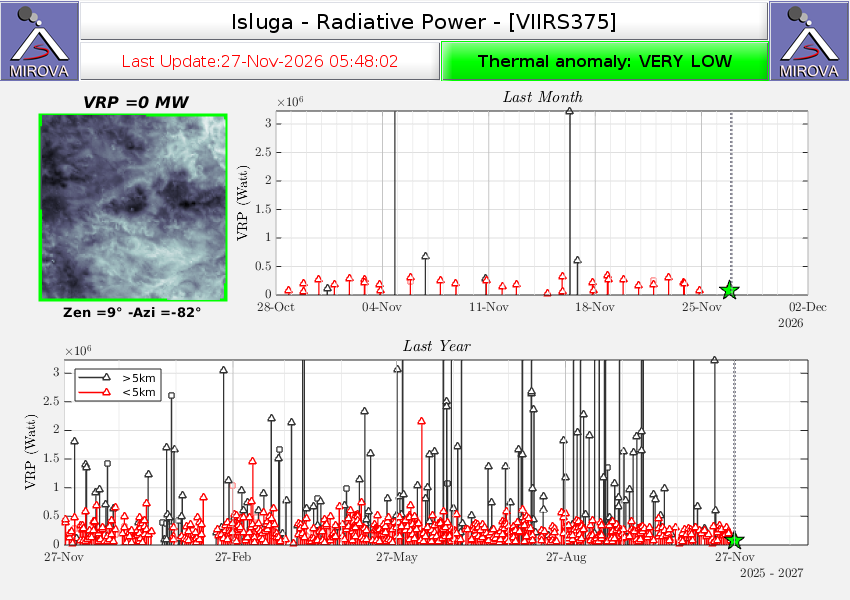 Isluga - Radiative Power - [VIIRS375]
MIROVA
Last Update:27-Nov-2026 05:48:02
Thermal anomaly: VERY LOW
MIROVA
VRP =0 MW
Zen =9° -Azi =-82°
Last Month
×10⁶
VRP (Watt)
3
2.5
2
1.5
1
0.5
0
28-Oct 04-Nov 11-Nov 18-Nov 25-Nov 02-Dec
2026
Last Year
×10⁶
VRP (Watt)
3
2.5
2
1.5
1
0.5
0
>5km
<5km
27-Nov 27-Feb 27-May 27-Aug 27-Nov
2025 - 2027